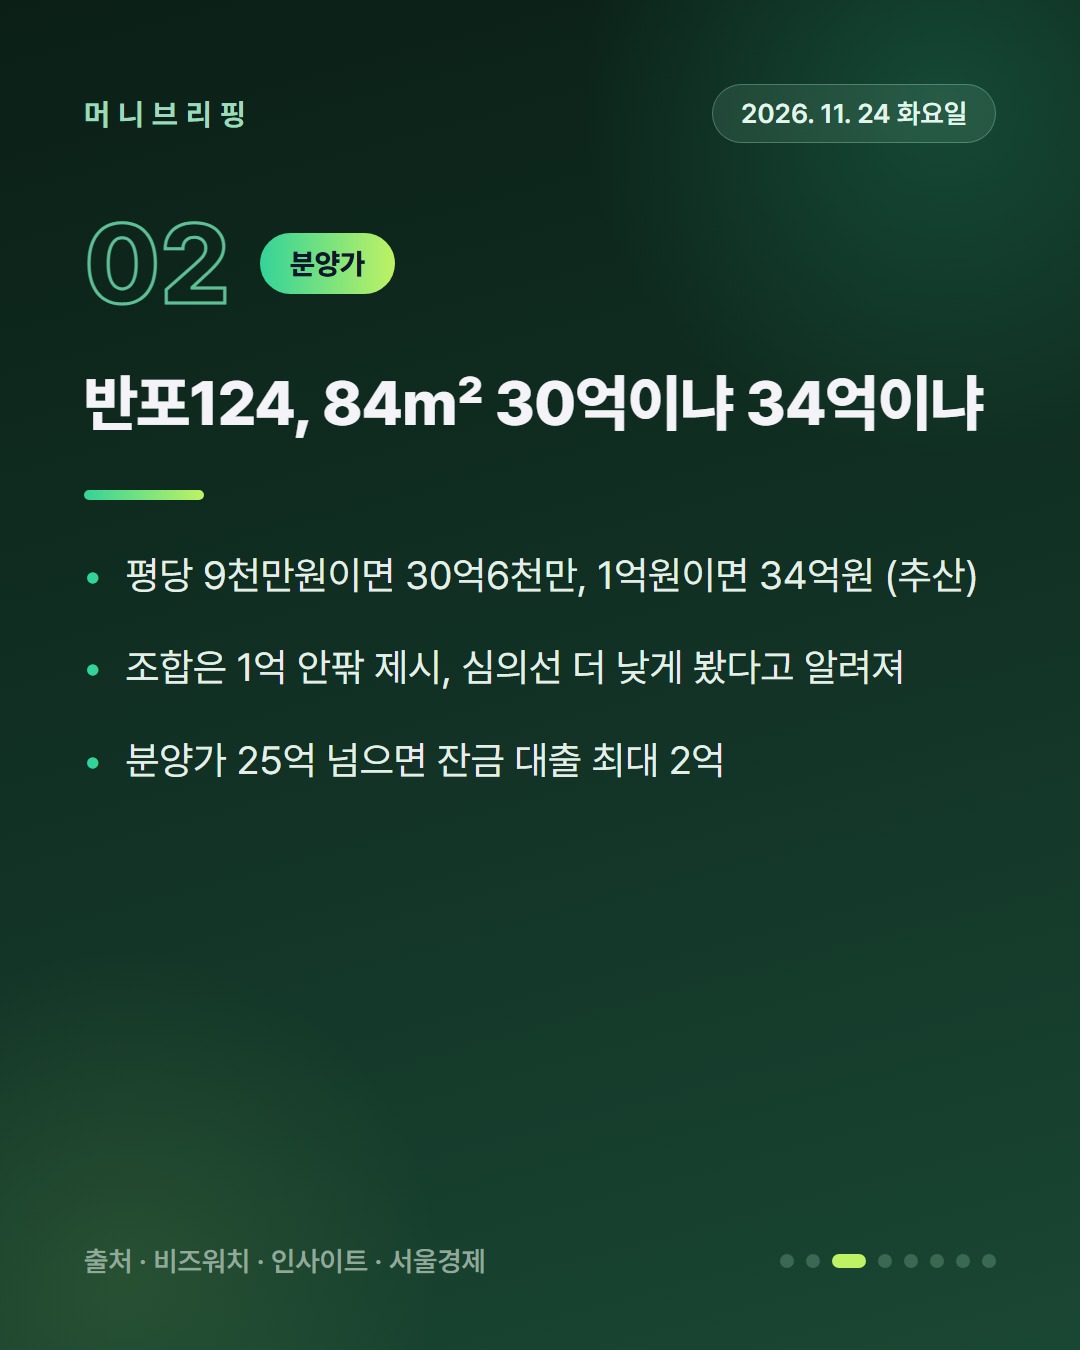 머니브리핑
2026. 11. 24 화요일
02
분양가
반포124, 84m² 30억이냐 34억이냐
• 평당 9천만원이면 30억6천만, 1억원이면 34억원 (추산)
• 조합은 1억 안팎 제시, 심의선 더 낮게 봤다고 알려져
• 분양가 25억 넘으면 잔금 대출 최대 2억
출처 · 비즈워치 · 인사이트 · 서울경제